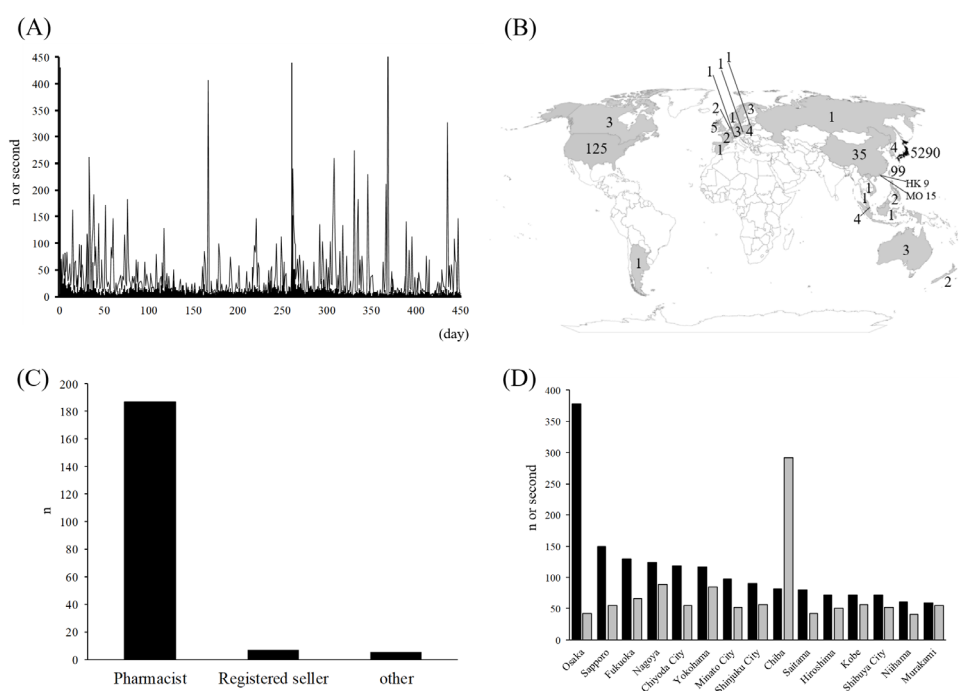 (A)
n or second
450
400
350
300
250
200
150
100
50
0
0 50 100 150 200 250 300 350 400 450
(day)
(B)
1
1
1
3
2
1
3
1
5
3
4
4
125
2
35
5290
1
99
HK 9
1
MO 15
1
2
4
1
3
1
2
(C)
n
200
180
160
140
120
100
80
60
40
20
0
Pharmacist Registered seller other
(D)
n or second
400
350
300
250
200
150
100
50
0
Osaka
Sapporo
Fukuoka
Nagoya
Chiyoda City
Yokohama
Minato City
Shinjuku City
Chiba
Saitama
Hiroshima
Kobe
Shibuya City
Niihama
Murakami